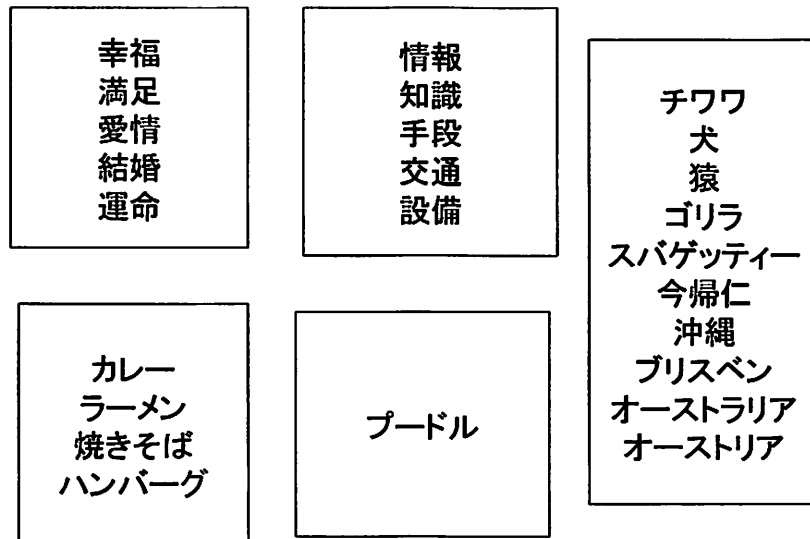 幸福
満足
愛情
結婚
運命
情報
知識
手段
交通
設備
チワワ
犬
猿
ゴリラ
スパゲッティー
今帰仁
沖縄
ブリスベン
オーストラリア
オーストリア
カレー
ラーメン
焼きそば
ハンバーグ
プードル